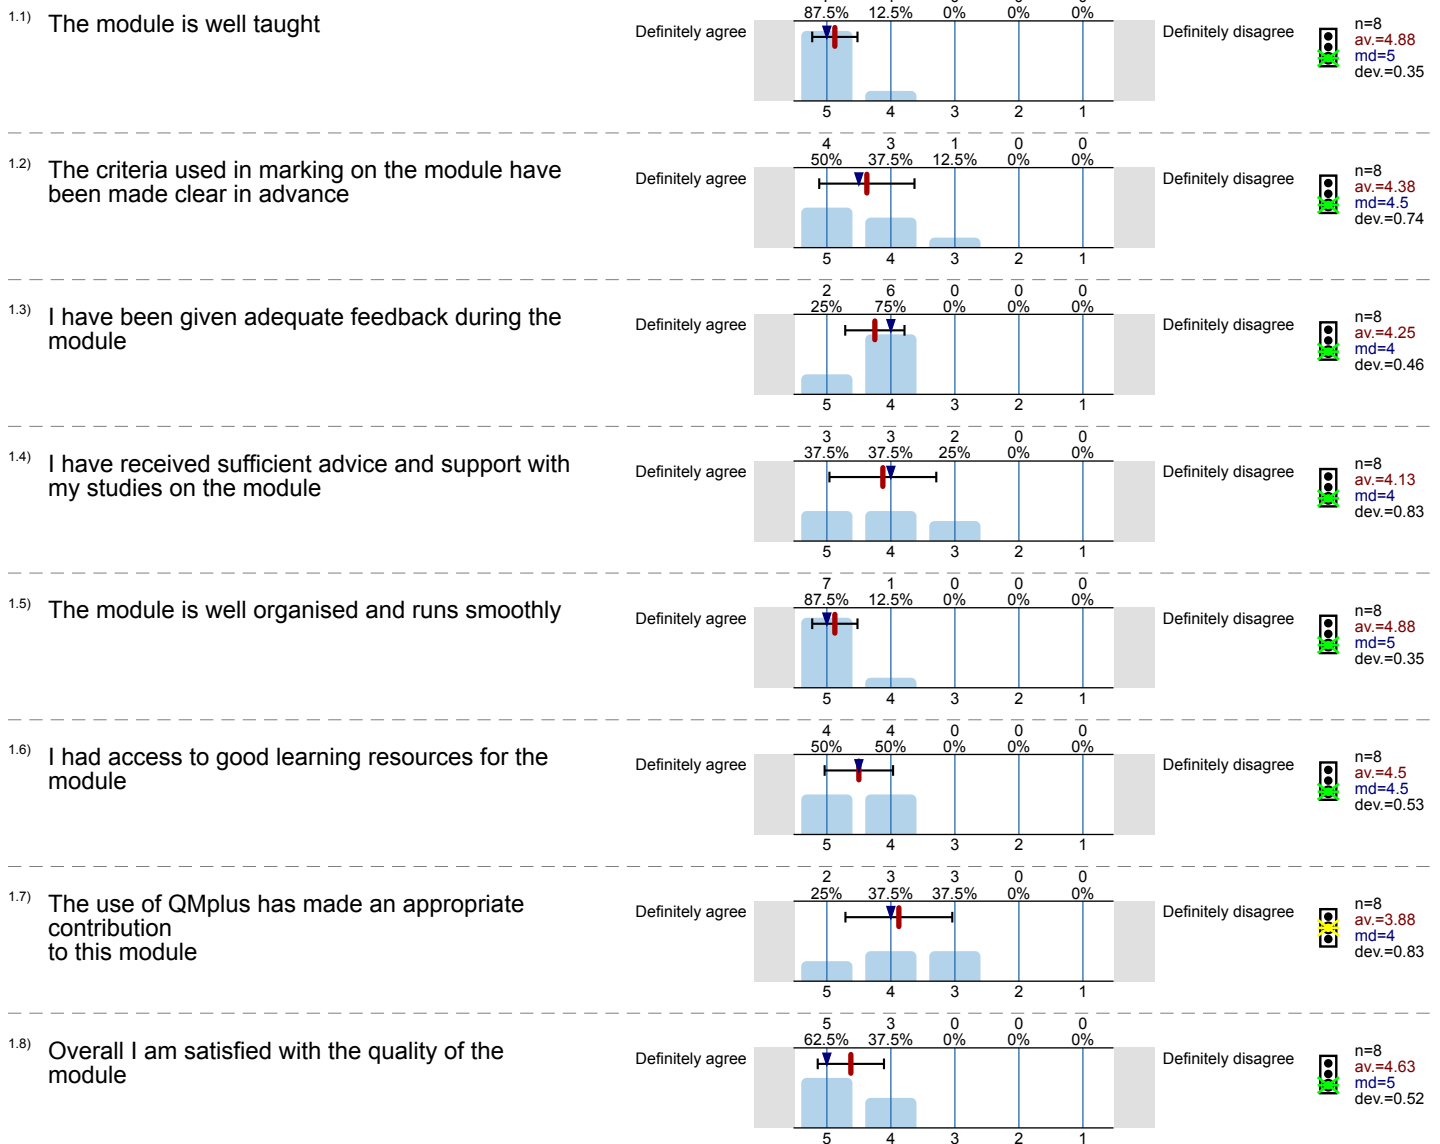 1.1) The module is well taught
Definitely agree
87.5% 12.5% 0% 0% 0%
5 4 3 2 1
Definitely disagree
n=8
av.=4.88
md=5
dev.=0.35
1.2) The criteria used in marking on the module have
been made clear in advance
Definitely agree
4 3 1 0 0
50% 37.5% 12.5% 0% 0%
5 4 3 2 1
Definitely disagree
n=8
av.=4.38
md=4.5
dev.=0.74
1.3) I have been given adequate feedback during the
module
Definitely agree
2 6 0 0 0
25% 75% 0% 0% 0%
5 4 3 2 1
Definitely disagree
n=8
av.=4.25
md=4
dev.=0.46
1.4) I have received sufficient advice and support with
my studies on the module
Definitely agree
3 3 2 0 0
37.5% 37.5% 25% 0% 0%
5 4 3 2 1
Definitely disagree
n=8
av.=4.13
md=4
dev.=0.83
1.5) The module is well organised and runs smoothly
Definitely agree
7 1 0 0 0
87.5% 12.5% 0% 0% 0%
5 4 3 2 1
Definitely disagree
n=8
av.=4.88
md=5
dev.=0.35
1.6) I had access to good learning resources for the
module
Definitely agree
4 4 0 0 0
50% 50% 0% 0% 0%
5 4 3 2 1
Definitely disagree
n=8
av.=4.5
md=4.5
dev.=0.53
1.7) The use of QMplus has made an appropriate
contribution
to this module
Definitely agree
2 3 3 0 0
25% 37.5% 37.5% 0% 0%
5 4 3 2 1
Definitely disagree
n=8
av.=3.88
md=4
dev.=0.83
1.8) Overall I am satisfied with the quality of the
module
Definitely agree
5 3 0 0 0
62.5% 37.5% 0% 0% 0%
5 4 3 2 1
Definitely disagree
n=8
av.=4.63
md=5
dev.=0.52